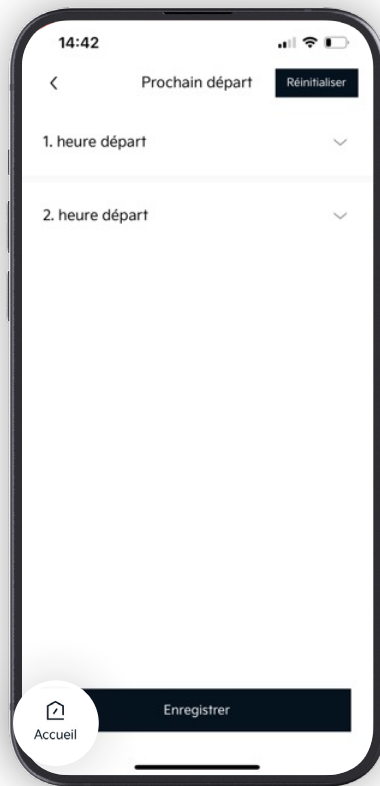 14:42
Prochain départ
Réinitialiser
1. heure départ
2. heure départ
Enregistrer
Accueil